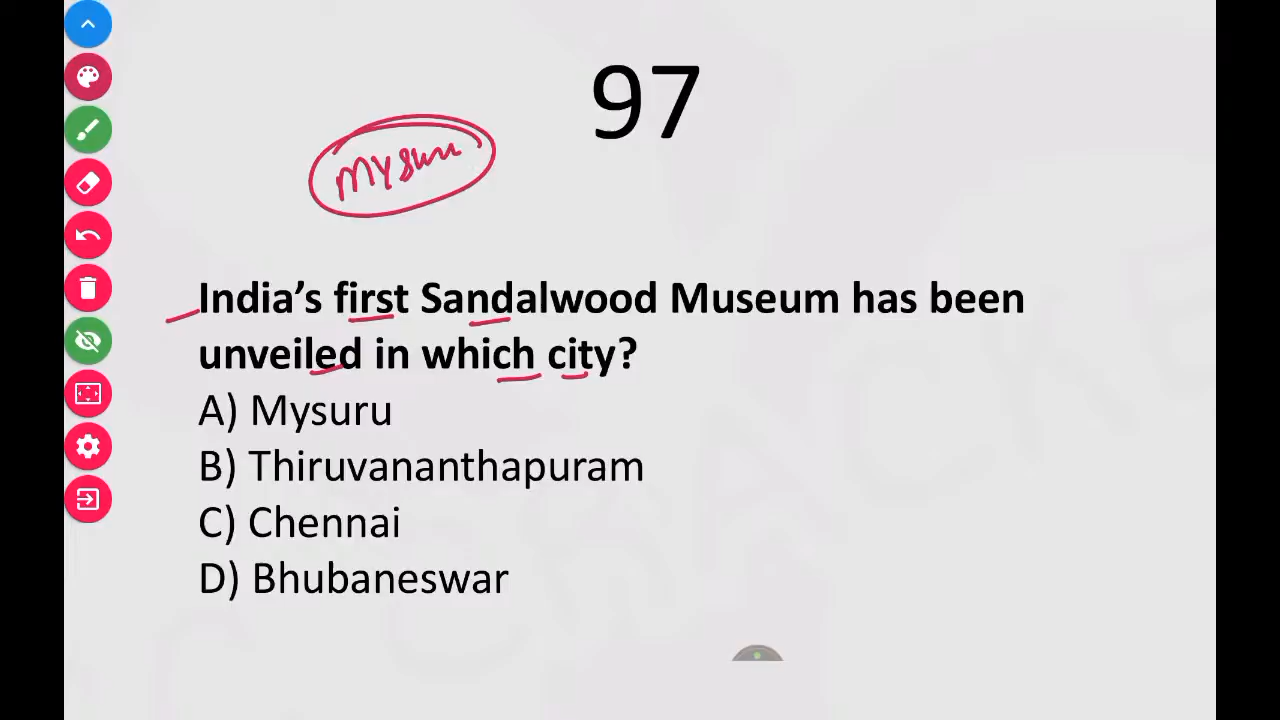 97
Mysuru
India’s first Sandalwood Museum has been
unveiled in which city?
A) Mysuru
B) Thiruvananthapuram
C) Chennai
D) Bhubaneswar